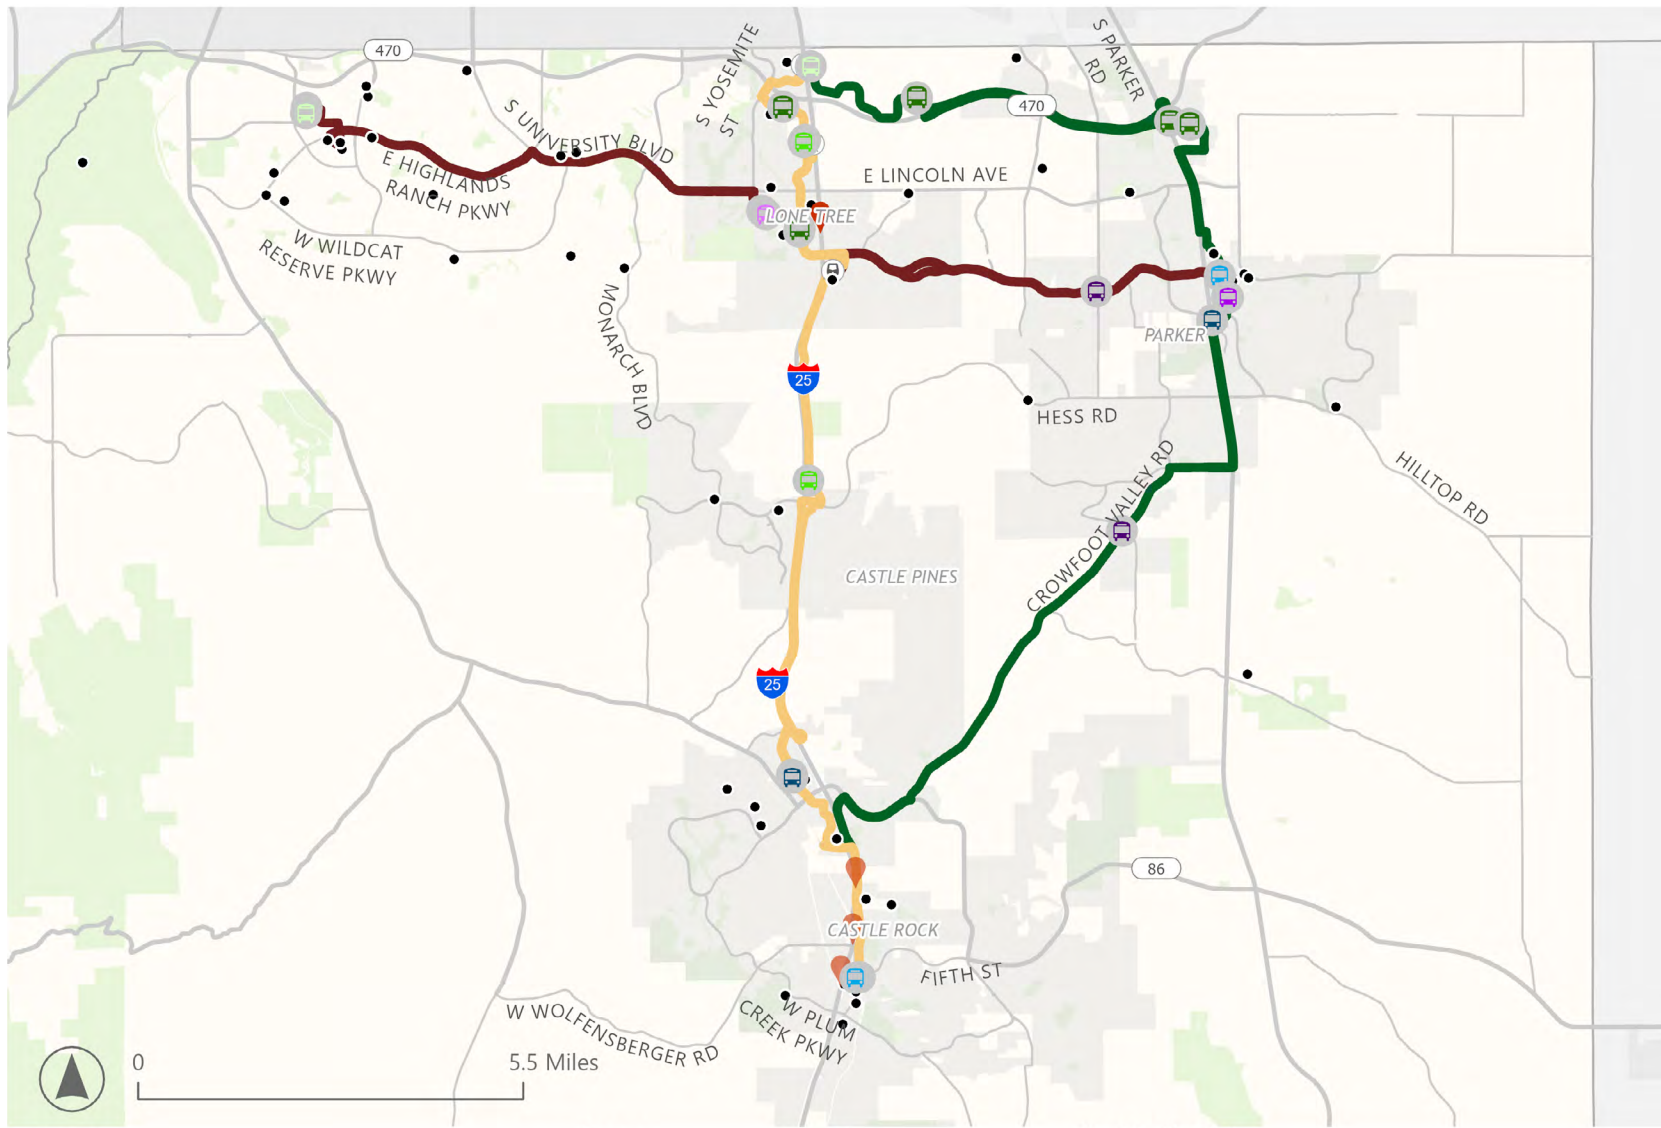 470
S YOSEMITE
ST
S PARKER
RD
470
S UNIVERSITY BLVD
E HIGHLANDS
RANCH PKWY
E LINCOLN AVE
LONE TREE
W WILDCAT
RESERVE PKWY
MONARCH BLVD
PARKER
25
HESS RD
HILLTOP RD
CROWFOOT VALLEY RD
CASTLE PINES
25
86
CASTLE ROCK
FIFTH ST
W WOLFENSBERGER RD
W PLUM
CREEK PKWY
0
5.5 Miles